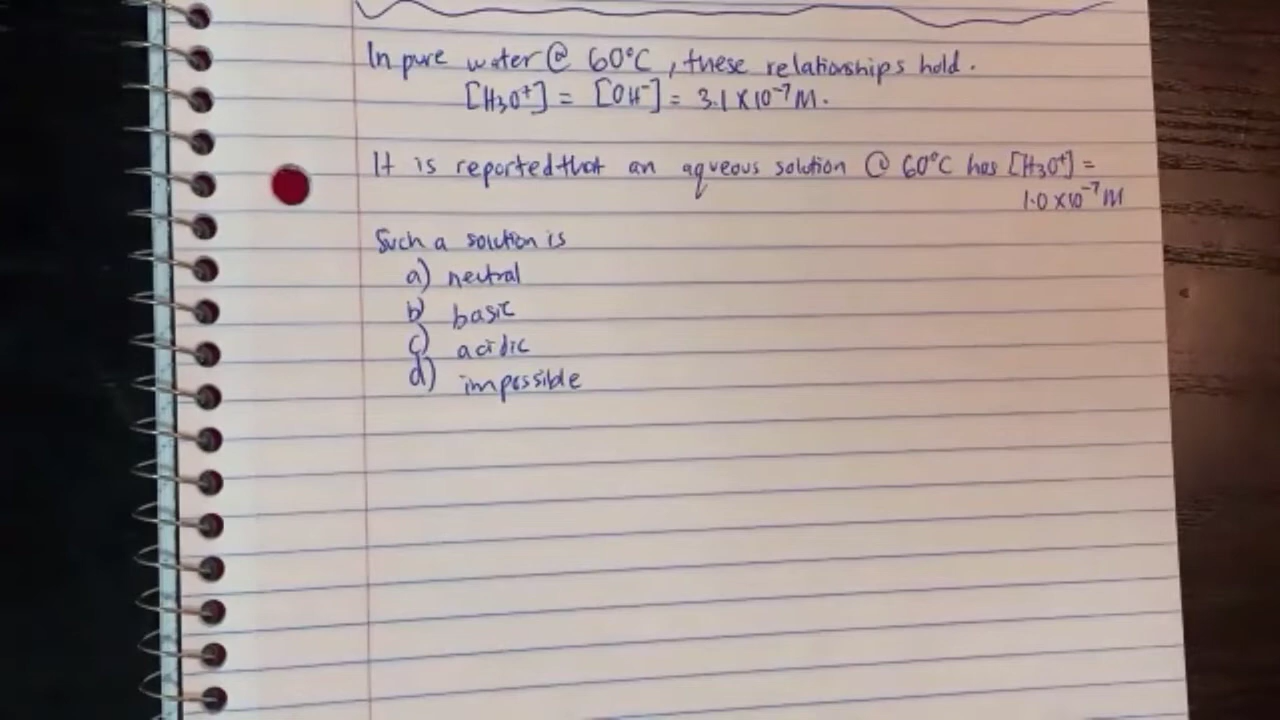 In pure water @ 60°C, these relationships hold.
[H3O⁺] = [OH⁻] = 3.1 X 10⁻⁷ M.
It is reported that an aqueous solution @ 60°C has [H3O⁺] =
1.0 x 10⁻⁷ M
Such a solution is
a) neutral
b) basic
c) acidic
d) impossible